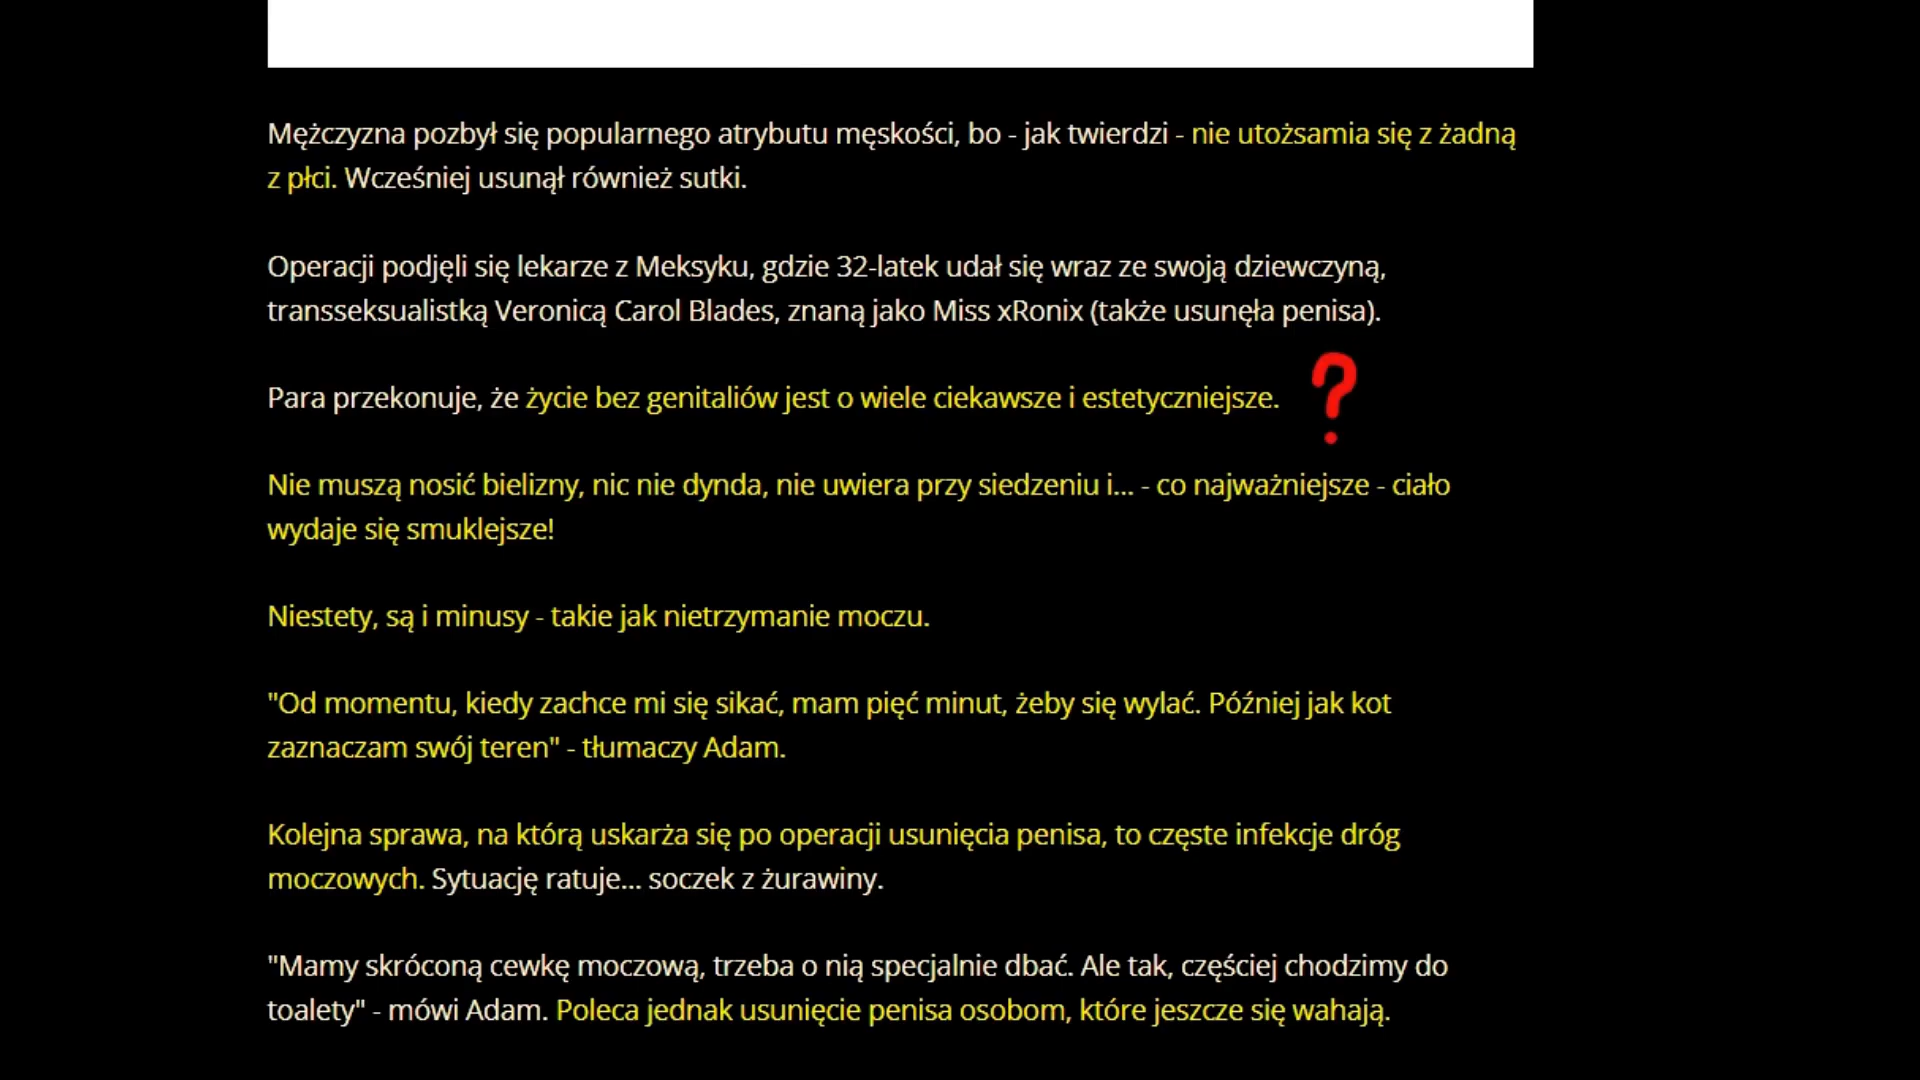 Mężczyzna pozbył się popularnego atrybutu męskości, bo - jak twierdzi - nie utożsamia się z żadną
z płci. Wcześniej usunął również sutki.
Operacji podjęli się lekarze z Meksyku, gdzie 32-latek udał się wraz ze swoją dziewczyną,
transseksualistką Veronicą Carol Blades, znaną jako Miss xRonix (także usunęła penisa).
Para przekonuje, że życie bez genitaliów jest o wiele ciekawsze i estetyczniejsze. ?
Nie muszą nosić bielizny, nic nie dynda, nie uwiera przy siedzeniu i... - co najważniejsze - ciało
wydaje się smuklejsze!
Niestety, są i minusy - takie jak nietrzymanie moczu.
"Od momentu, kiedy zachce mi się sikać, mam pięć minut, żeby się wylać. Później jak kot
zaznaczam swój teren" - tłumaczy Adam.
Kolejna sprawa, na którą uskarża się po operacji usunięcia penisa, to częste infekcje dróg
moczowych. Sytuację ratuje... soczek z żurawiny.
"Mamy skróconą cewkę moczową, trzeba o nią specjalnie dbać. Ale tak, częściej chodzimy do
toalety" - mówi Adam. Poleca jednak usunięcie penisa osobom, które jeszcze się wahają.